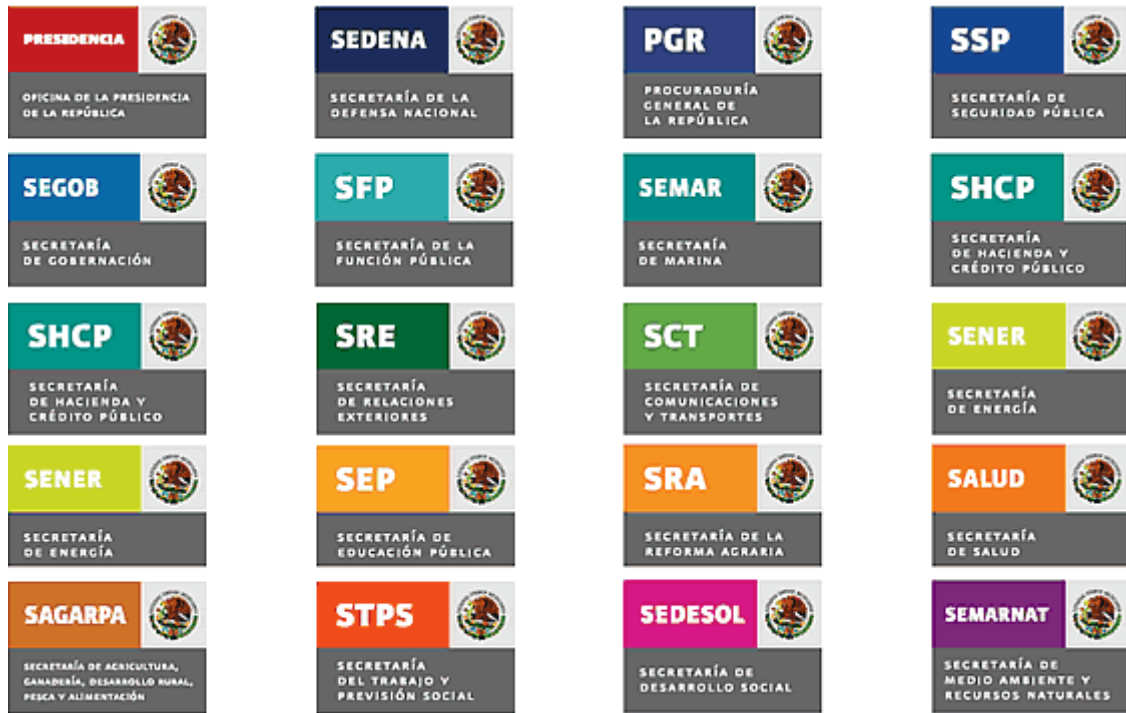 PRESIDENCIA
OFICINA DE LA PRESIDENCIA
DE LA REPÚBLICA
SEDENA
SECRETARÍA DE LA
DEFENSA NACIONAL
PGR
PROCURADURÍA
GENERAL DE
LA REPÚBLICA
SSP
SECRETARÍA DE
SEGURIDAD PÚBLICA
SEGOB
SECRETARÍA
DE GOBERNACIÓN
SFP
SECRETARÍA DE LA
FUNCIÓN PÚBLICA
SEMAR
SECRETARÍA
DE MARINA
SHCP
SECRETARÍA
DE HACIENDA Y
CRÉDITO PÚBLICO
SHCP
SECRETARÍA
DE HACIENDA Y
CRÉDITO PÚBLICO
SRE
SECRETARÍA
DE RELACIONES
EXTERIORES
SCT
SECRETARÍA DE
COMUNICACIONES
Y TRANSPORTES
SENER
SECRETARÍA
DE ENERGÍA
SENER
SECRETARÍA
DE ENERGÍA
SEP
SECRETARÍA DE
EDUCACIÓN PÚBLICA
SRA
SECRETARÍA DE LA
REFORMA AGRARIA
SALUD
SECRETARÍA
DE SALUD
SAGARPA
SECRETARÍA DE AGRICULTURA,
GANADERÍA, DESARROLLO RURAL,
PESCA Y ALIMENTACIÓN
STPS
SECRETARÍA
DEL TRABAJO Y
PREVISIÓN SOCIAL
SEDESOL
SECRETARÍA DE
DESARROLLO SOCIAL
SEMARNAT
SECRETARÍA DE
MEDIO AMBIENTE Y
RECURSOS NATURALES